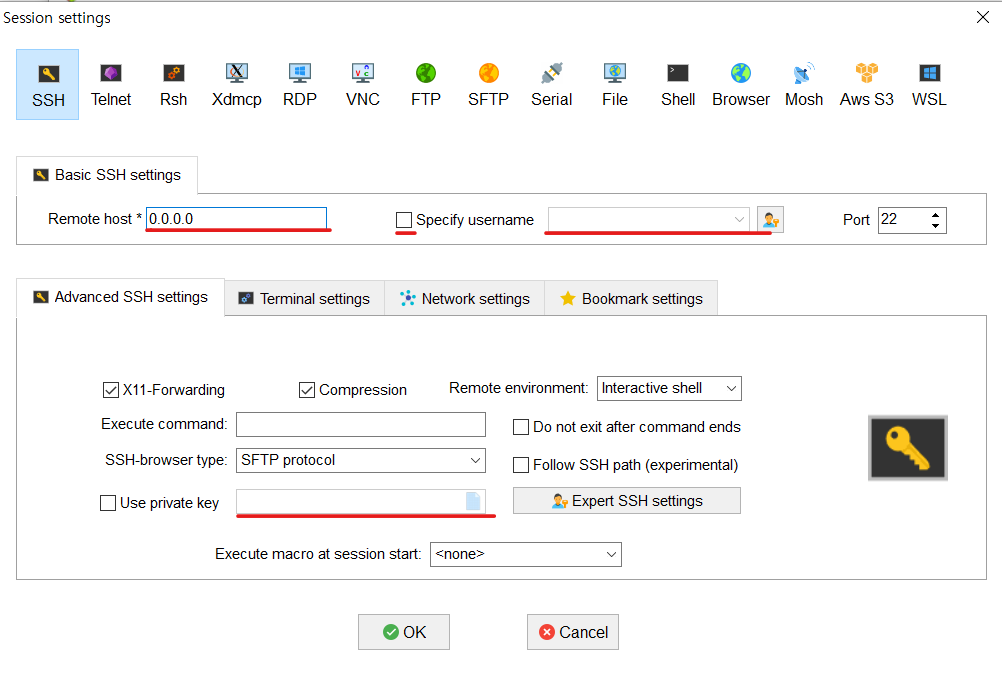 Session settings
SSH Telnet Rsh Xdmcp RDP VNC FTP SFTP Serial File Shell Browser Mosh Aws S3 WSL
Basic SSH settings
Remote host * 0.0.0.0 Specify username Port 22
Advanced SSH settings Terminal settings Network settings Bookmark settings
X11-Forwarding Compression Remote environment: Interactive shell
Execute command: Do not exit after command ends
SSH-browser type: SFTP protocol Follow SSH path (experimental)
Use private key Expert SSH settings
Execute macro at session start: <none>
OK Cancel